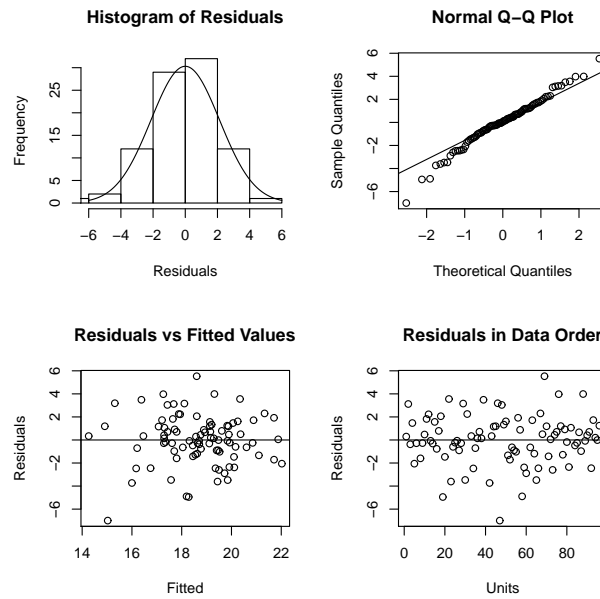 Histogram of Residuals
Frequency
0 5 15 25
−6 −4 −2 0 2 4 6
Residuals
Normal Q−Q Plot
Sample Quantiles
−6 −2 2 4 6
−2 −1 0 1 2
Theoretical Quantiles
Residuals vs Fitted Values
Residuals
−6 −2 2 4 6
14 16 18 20 22
Fitted
Residuals in Data Order
Residuals
−6 −2 2 4 6
0 20 40 60 80
Units